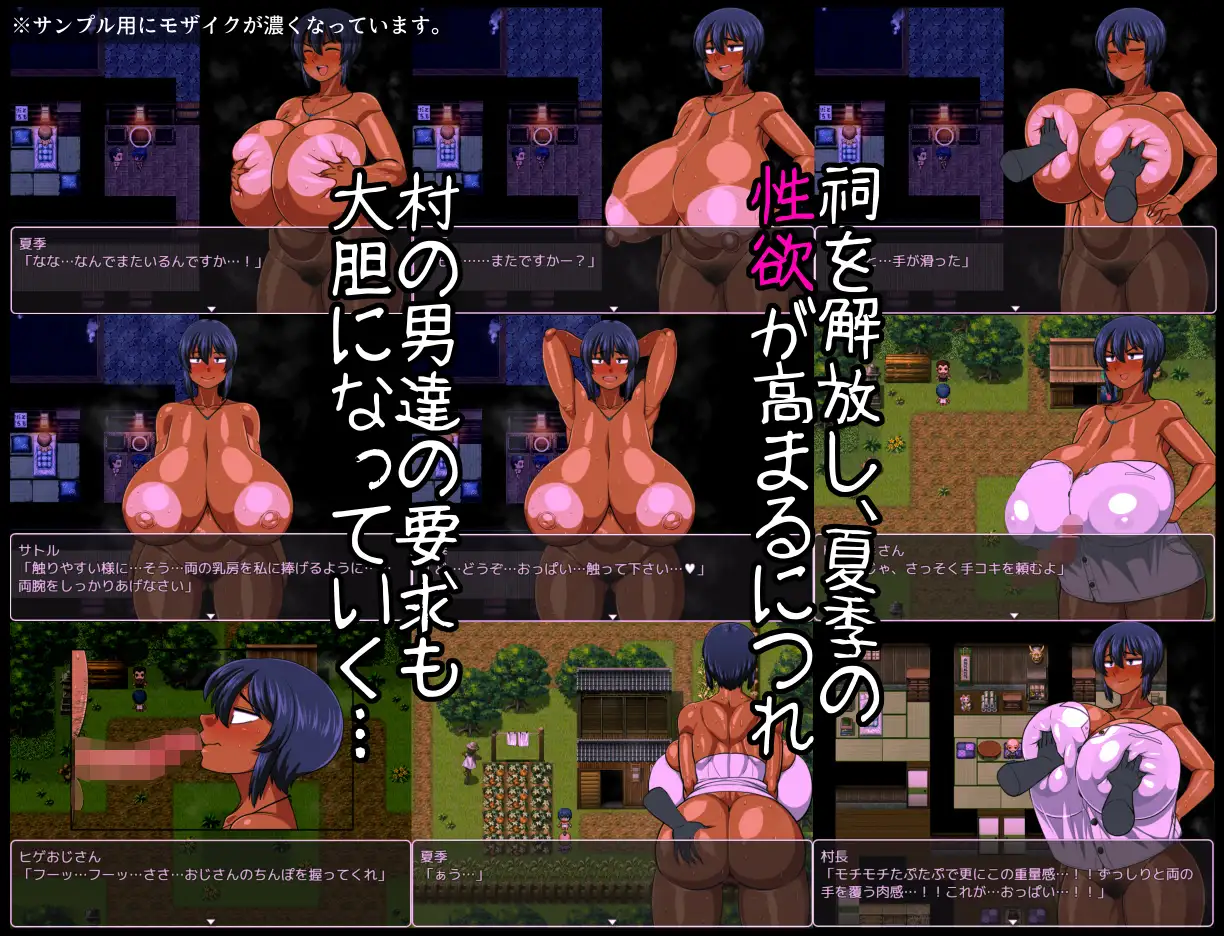 ※サンプル用にモザイクが濃くなっています。
祠を解放し、夏季の
性欲が高まるにつれ
村の男達の要求も
大胆になっていく…
夏季
「なな…なんでまたいるんですか…！」
……またですかー？」
…手が滑った」
サトル
「触りやすい様に…そう…両の乳房を私に捧げるように…
両腕をしっかりあげなさい」
…どうぞ…おっぱい…触って下さい…♥」
さん
じゃ、さっそく手コキを頼むよ」
ヒゲおじさん
「フーッ…フーッ…ささ…おじさんのちんぽを握ってくれ」
夏季
「ぁう…」
村長
「モチモチたぷたぷで更にこの重量感…！！ずっしりと両の
手を覆う肉感…！！これが…おっぱい…！！」